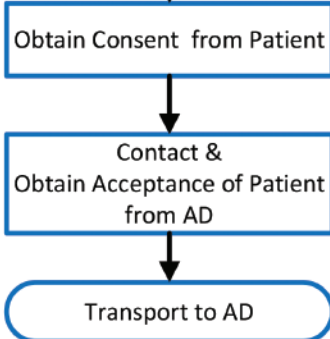 Obtain Consent from Patient
Contact &
Obtain Acceptance of Patient
from AD
Transport to AD